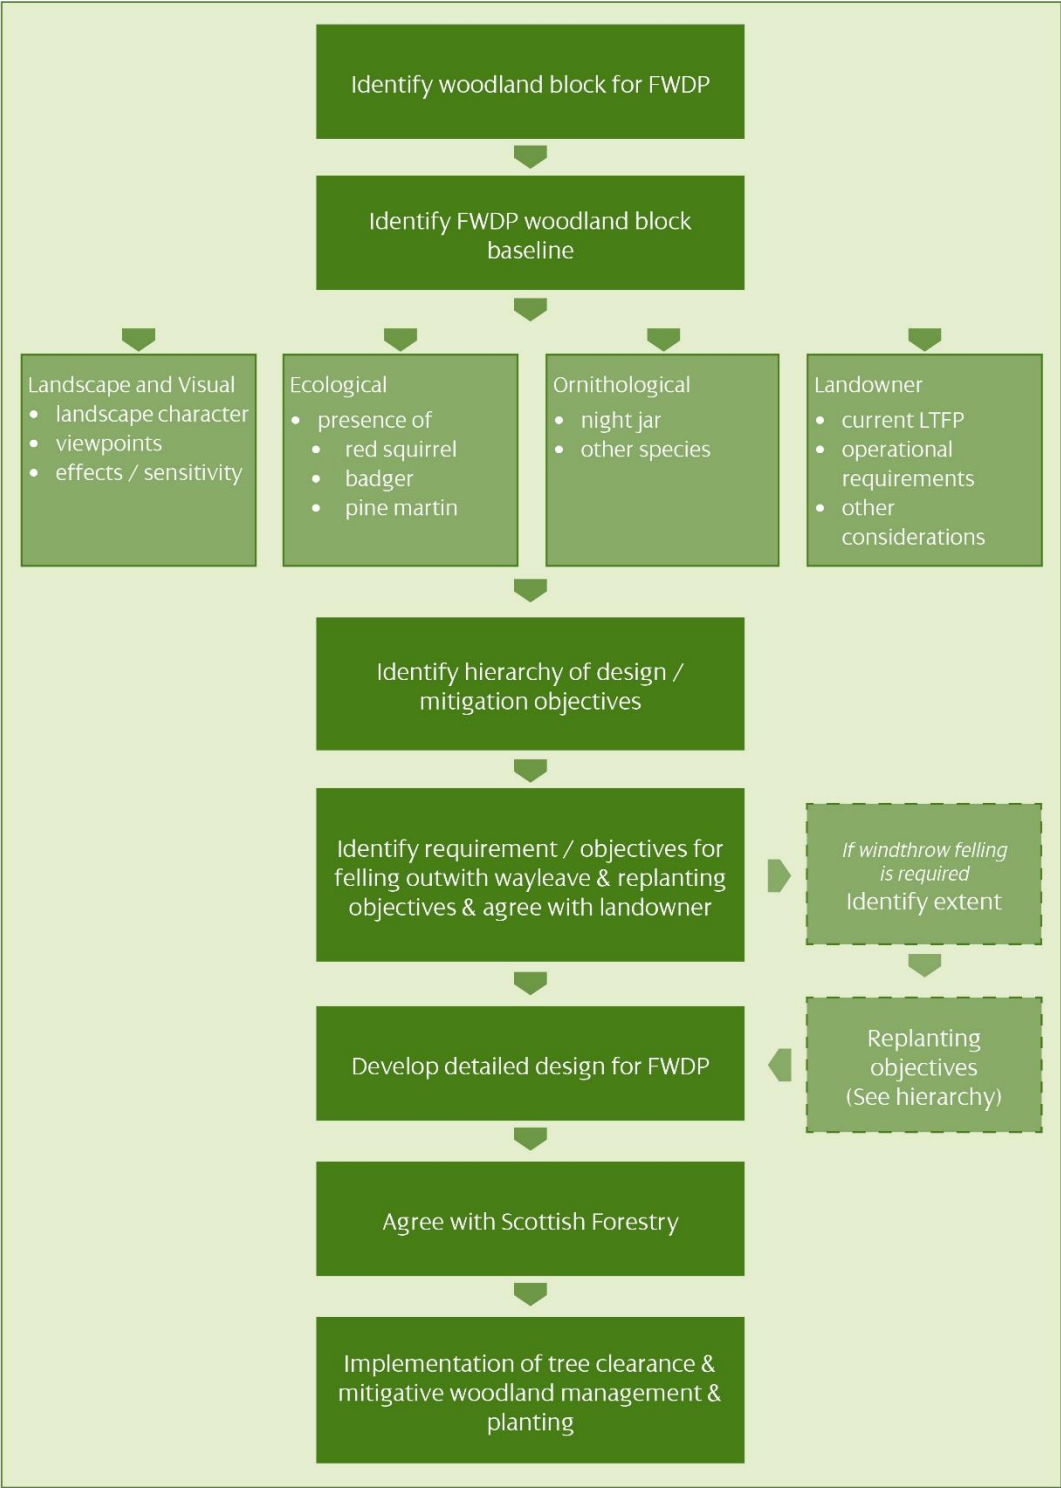 Identify woodland block for FWDP
Identify FWDP woodland block
baseline
Landscape and Visual
• landscape character
• viewpoints
• effects / sensitivity
Ecological
• presence of
• red squirrel
• badger
• pine martin
Ornithological
• night jar
• other species
Landowner
• current LTFP
• operational
requirements
• other
considerations
Identify hierarchy of design /
mitigation objectives
Identify requirement / objectives for
felling outwith wayleave & replanting
objectives & agree with landowner
If windthrow felling
is required
Identify extent
Develop detailed design for FWDP
Replanting
objectives
(See hierarchy)
Agree with Scottish Forestry
Implementation of tree clearance &
mitigative woodland management &
planting